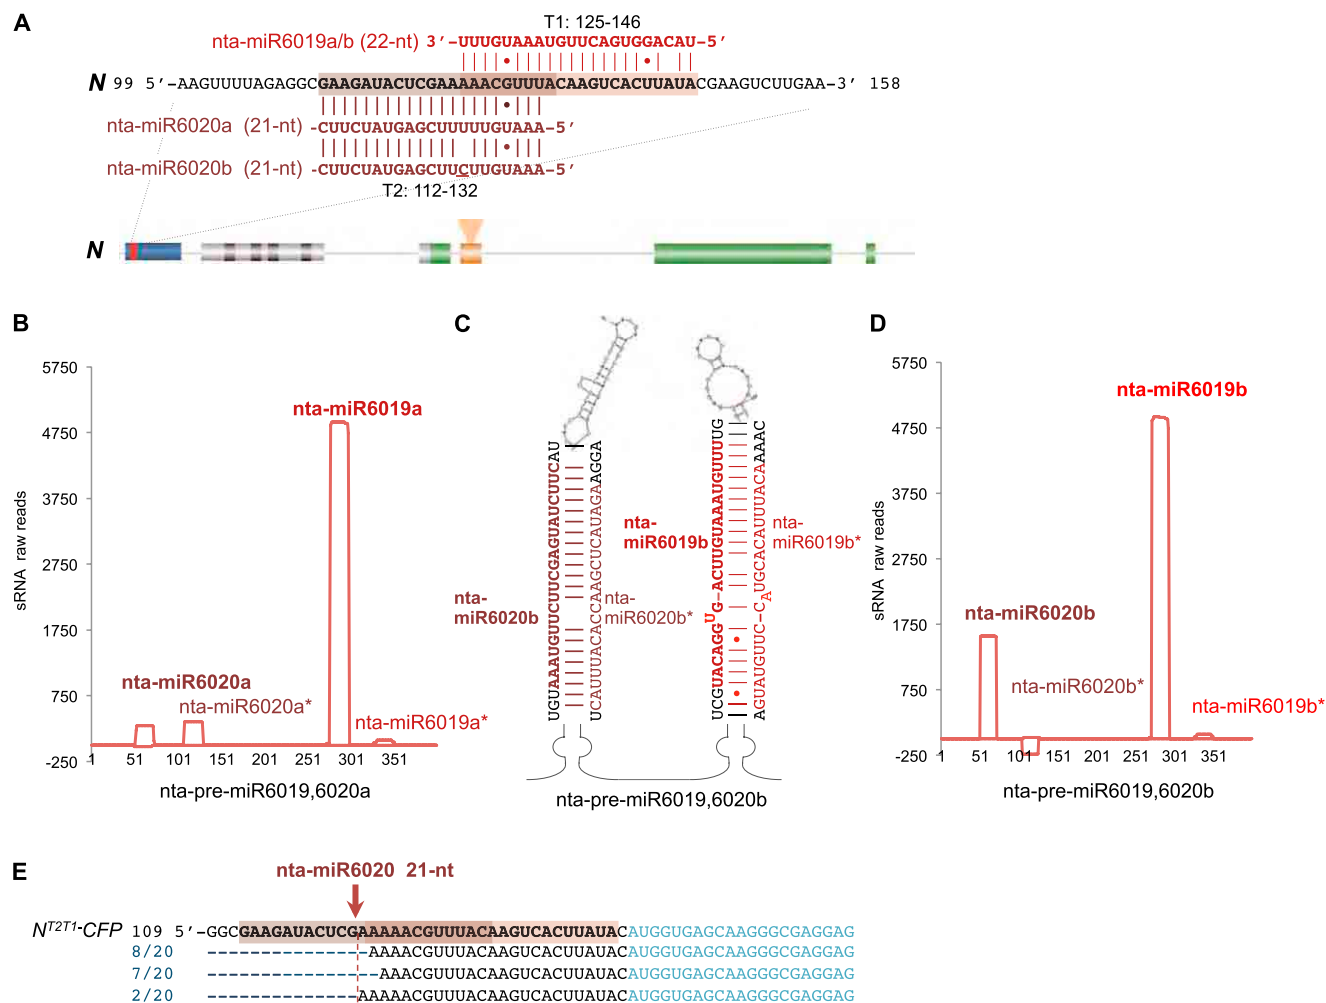 A
T1: 125-146
nta-miR6019a/b (22-nt) 3′-UUUGUAAAUGUUCAGUGGACAU-5′
N 99 5′-AAGUUUUAGAGGCGAAGAUACUCGAAAAACGUUUACAAGUCACUUAUACGAAGUCUUGAA-3′ 158
nta-miR6020a (21-nt) -CUUCUAUGAGCUUUUUGUAAA-5′
nta-miR6020b (21-nt) -CUUCUAUGAGCUUCUUGUAAA-5′
T2: 112-132
N
B
sRNA raw reads
5750
4750
3750
2750
1750
750
-250
nta-miR6019a
nta-miR6020a
nta-miR6020a*
nta-miR6019a*
1 51 101 151 201 251 301 351
nta-pre-miR6019,6020a
C
nta-
miR6020b
nta-
miR6020b*
nta-
miR6019b
nta-
miR6019b*
nta-pre-miR6019,6020b
D
sRNA raw reads
5750
4750
3750
2750
1750
750
-250
nta-miR6019b
nta-miR6020b
nta-miR6020b*
nta-miR6019b*
1 51 101 151 201 251 301 351
nta-pre-miR6019,6020b
E
nta-miR6020 21-nt
N^T2T1-CFP 109 5′-GGCGAAGAUACUCGAAAAACGUUUACAAGUCACUUAUACAUGGUGAGCAAGGGCGAGGAG
8/20 AAAACGUUUACAAGUCACUUAUACAUGGUGAGCAAGGGCGAGGAG
7/20 AAACGUUUACAAGUCACUUAUACAUGGUGAGCAAGGGCGAGGAG
2/20 AAAAACGUUUACAAGUCACUUAUACAUGGUGAGCAAGGGCGAGGAG